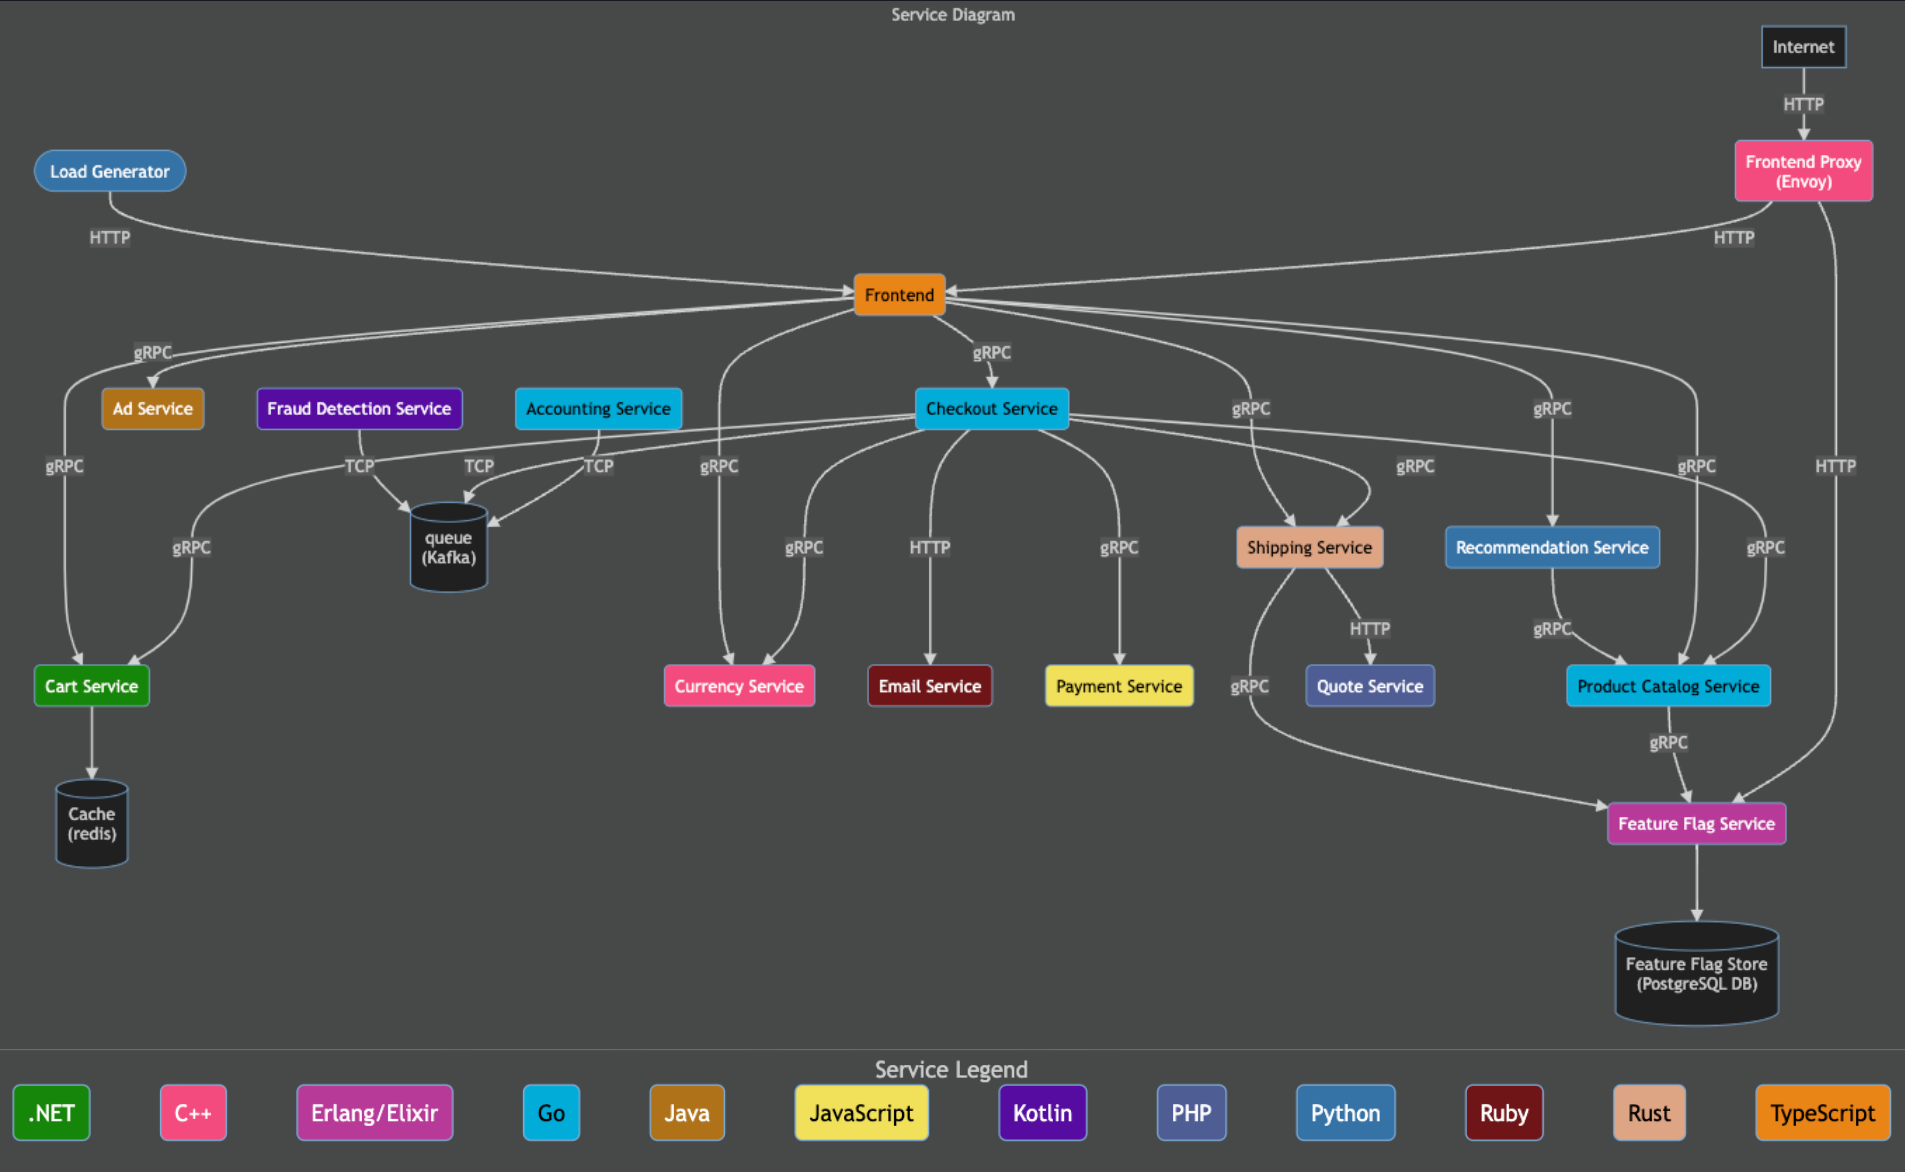 Service Diagram
Internet
HTTP
Load Generator
Frontend Proxy
(Envoy)
HTTP
HTTP
Frontend
gRPC
gRPC
Ad Service
Fraud Detection Service
Accounting Service
Checkout Service
gRPC
gRPC
gRPC
TCP
TCP
TCP
gRPC
gRPC
gRPC
HTTP
queue
(Kafka)
gRPC
gRPC
HTTP
gRPC
Shipping Service
Recommendation Service
gRPC
HTTP
gRPC
Cart Service
Currency Service
Email Service
Payment Service
gRPC
Quote Service
Product Catalog Service
gRPC
Cache
(redis)
Feature Flag Service
Feature Flag Store
(PostgreSQL DB)
Service Legend
.NET
C++
Erlang/Elixir
Go
Java
JavaScript
Kotlin
PHP
Python
Ruby
Rust
TypeScript